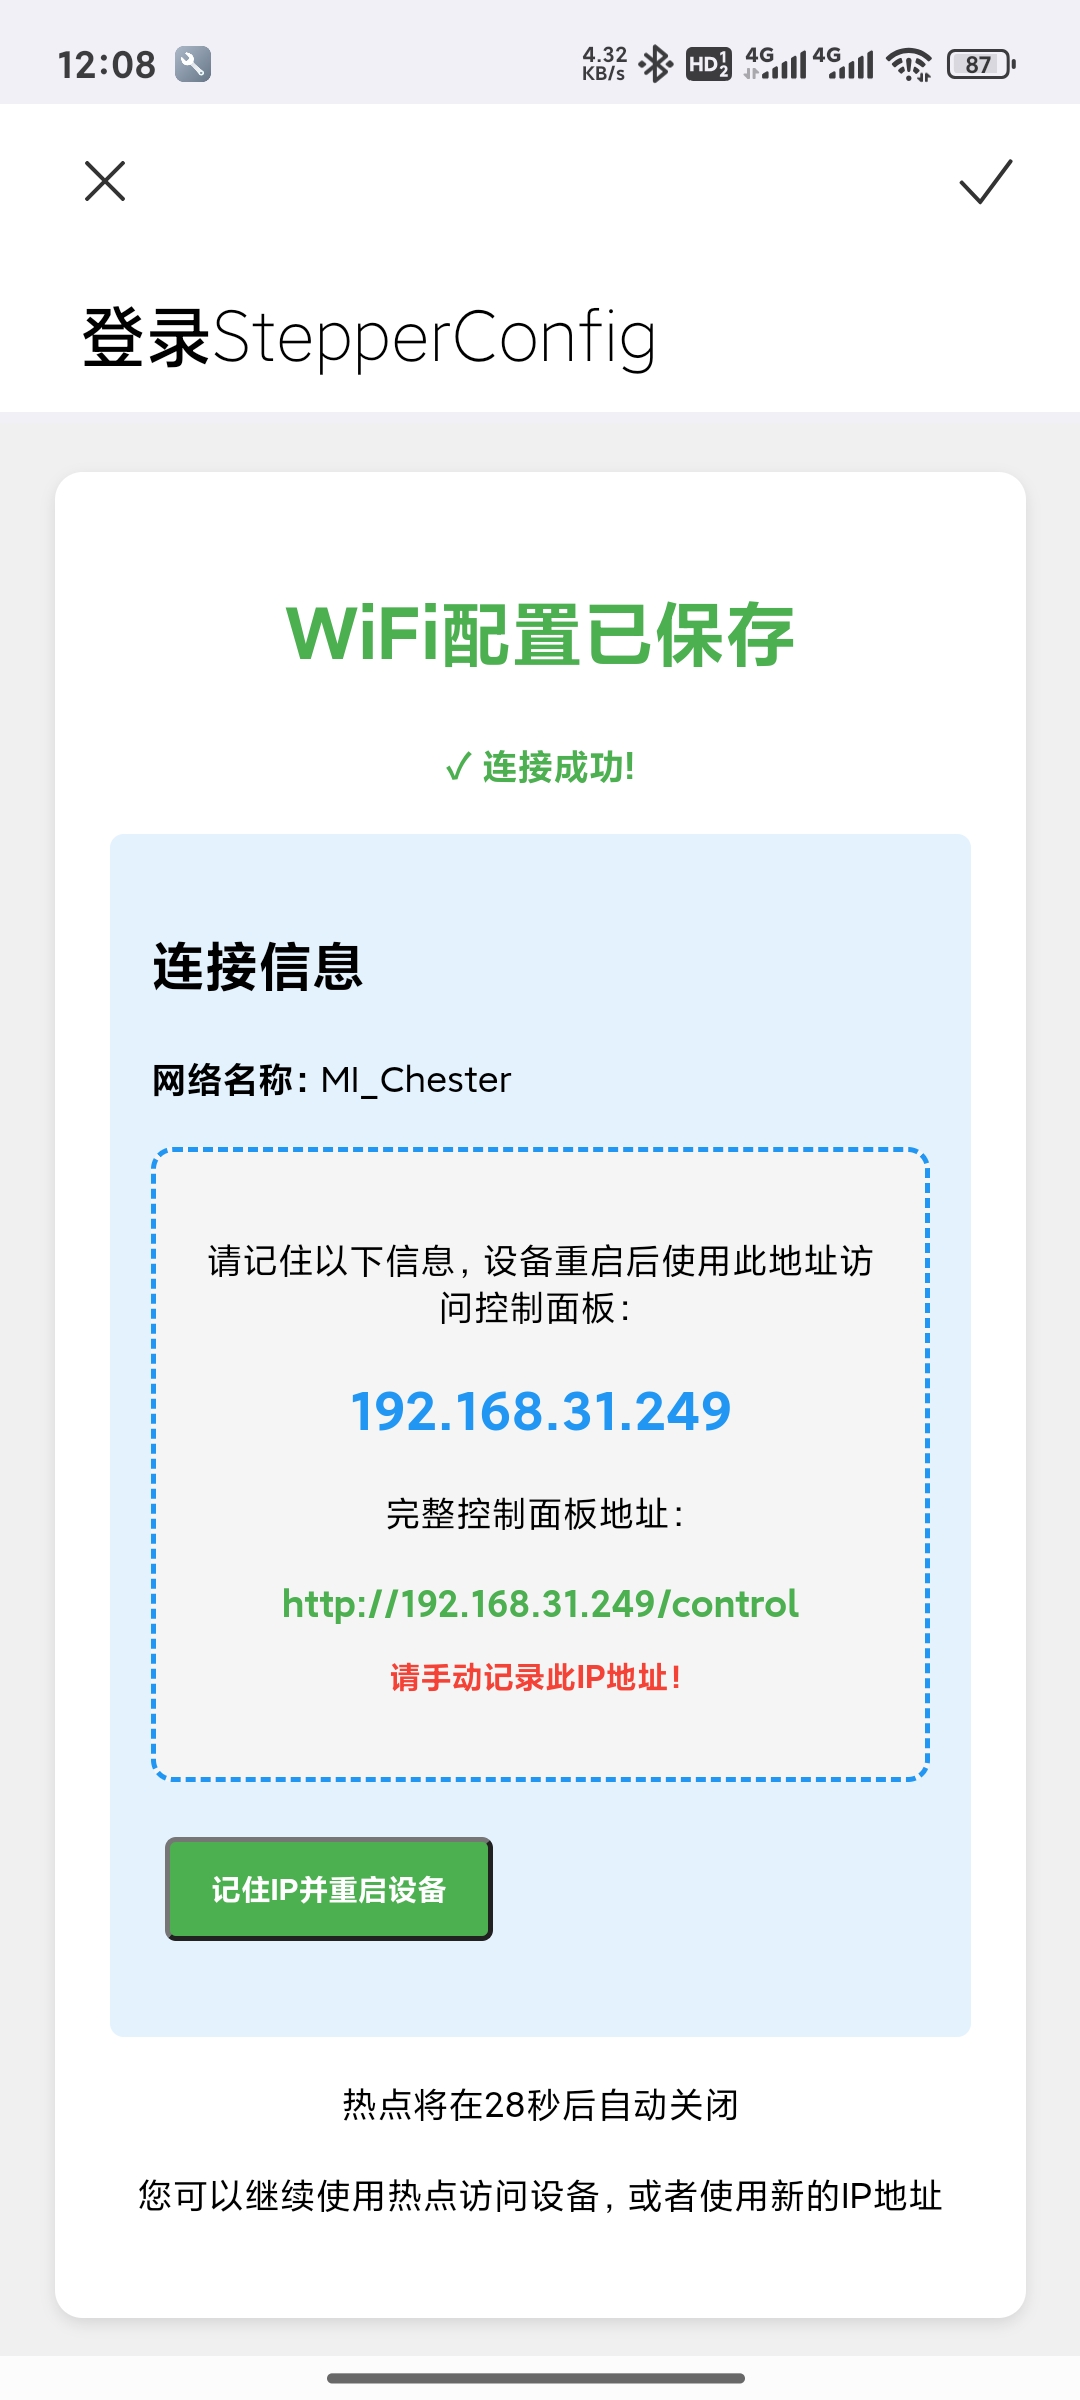 12:08
4.32 KB/s HD 1 2 4G 4G 87
登录StepperConfig
WiFi配置已保存
✓ 连接成功!
连接信息
网络名称：MI_Chester
请记住以下信息，设备重启后使用此地址访
问控制面板：
192.168.31.249
完整控制面板地址：
http://192.168.31.249/control
请手动记录此IP地址！
记住IP并重启设备
热点将在28秒后自动关闭
您可以继续使用热点访问设备，或者使用新的IP地址